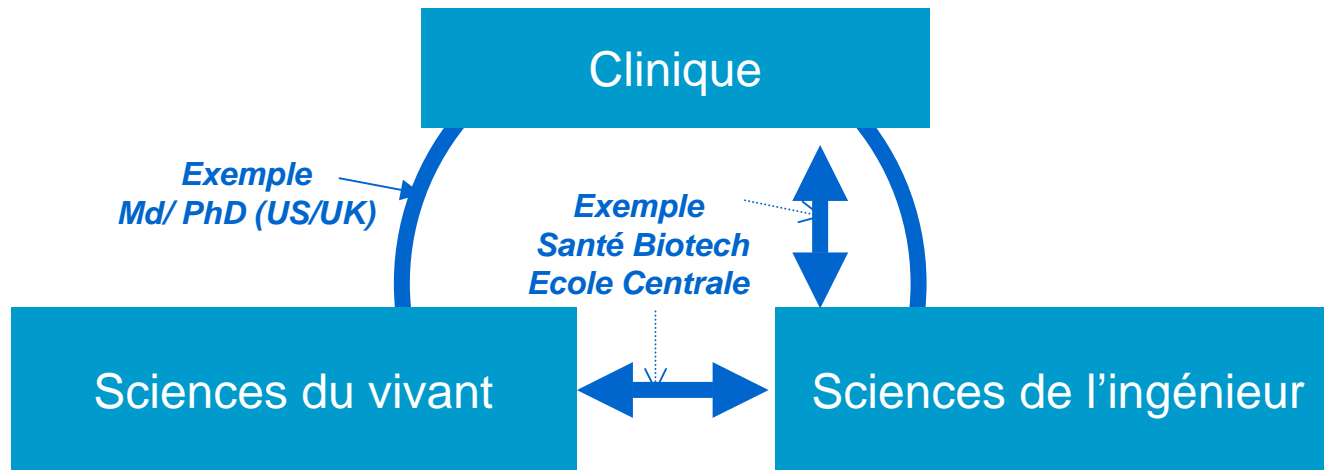 Clinique
Exemple
Md/ PhD (US/UK)
Exemple
Santé Biotech
Ecole Centrale
Sciences du vivant
Sciences de l’ingénieur